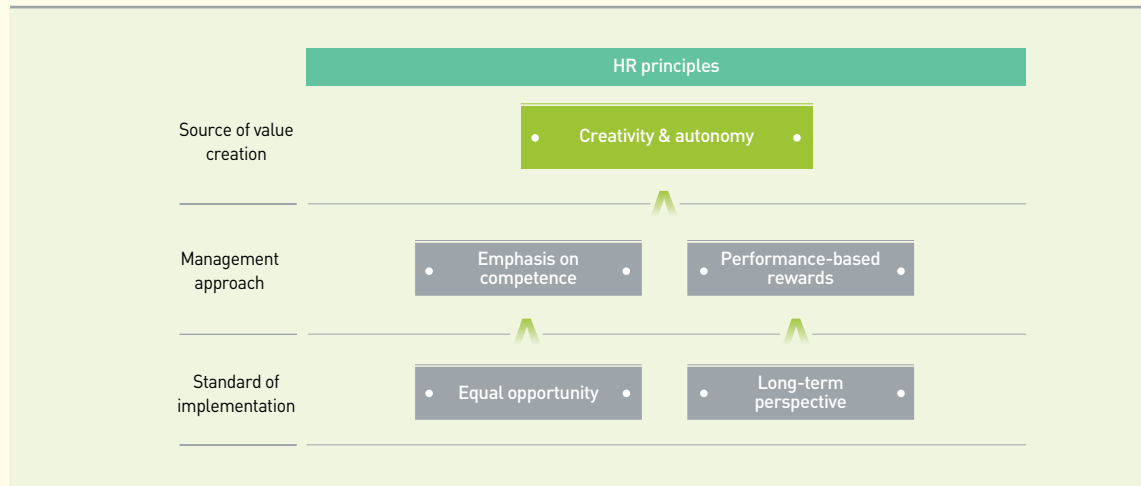 HR principles
Source of value
creation
Creativity & autonomy
Management
approach
Emphasis on
competence
Performance-based
rewards
Standard of
implementation
Equal opportunity
Long-term
perspective